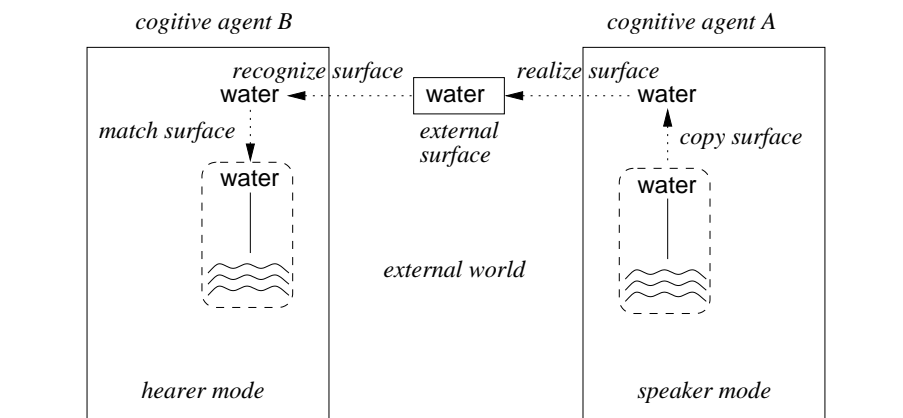 cogitive agent B
cognitive agent A
recognize surface
realize surface
water
water
water
match surface
external
surface
copy surface
water
water
external world
hearer mode
speaker mode